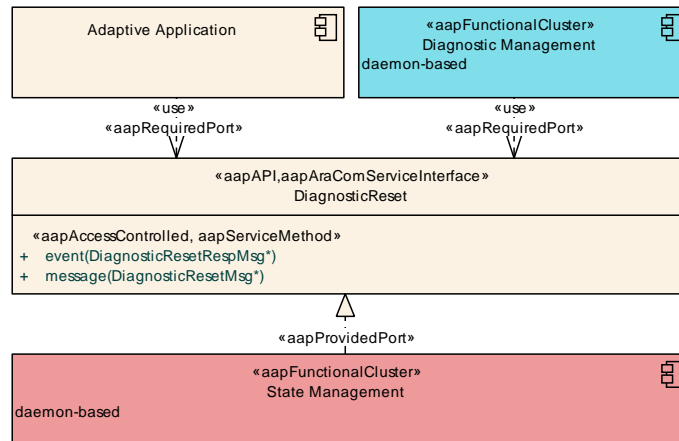 Adaptive Application
«aapFunctionalCluster»
Diagnostic Management
daemon-based
«use»
«aapRequiredPort»
«use»
«aapRequiredPort»
«aapAPI,aapAraComServiceInterface»
DiagnosticReset
«aapAccessControlled, aapServiceMethod»
+ event(DiagnosticResetRespMsg*)
+ message(DiagnosticResetMsg*)
«aapProvidedPort»
«aapFunctionalCluster»
State Management
daemon-based